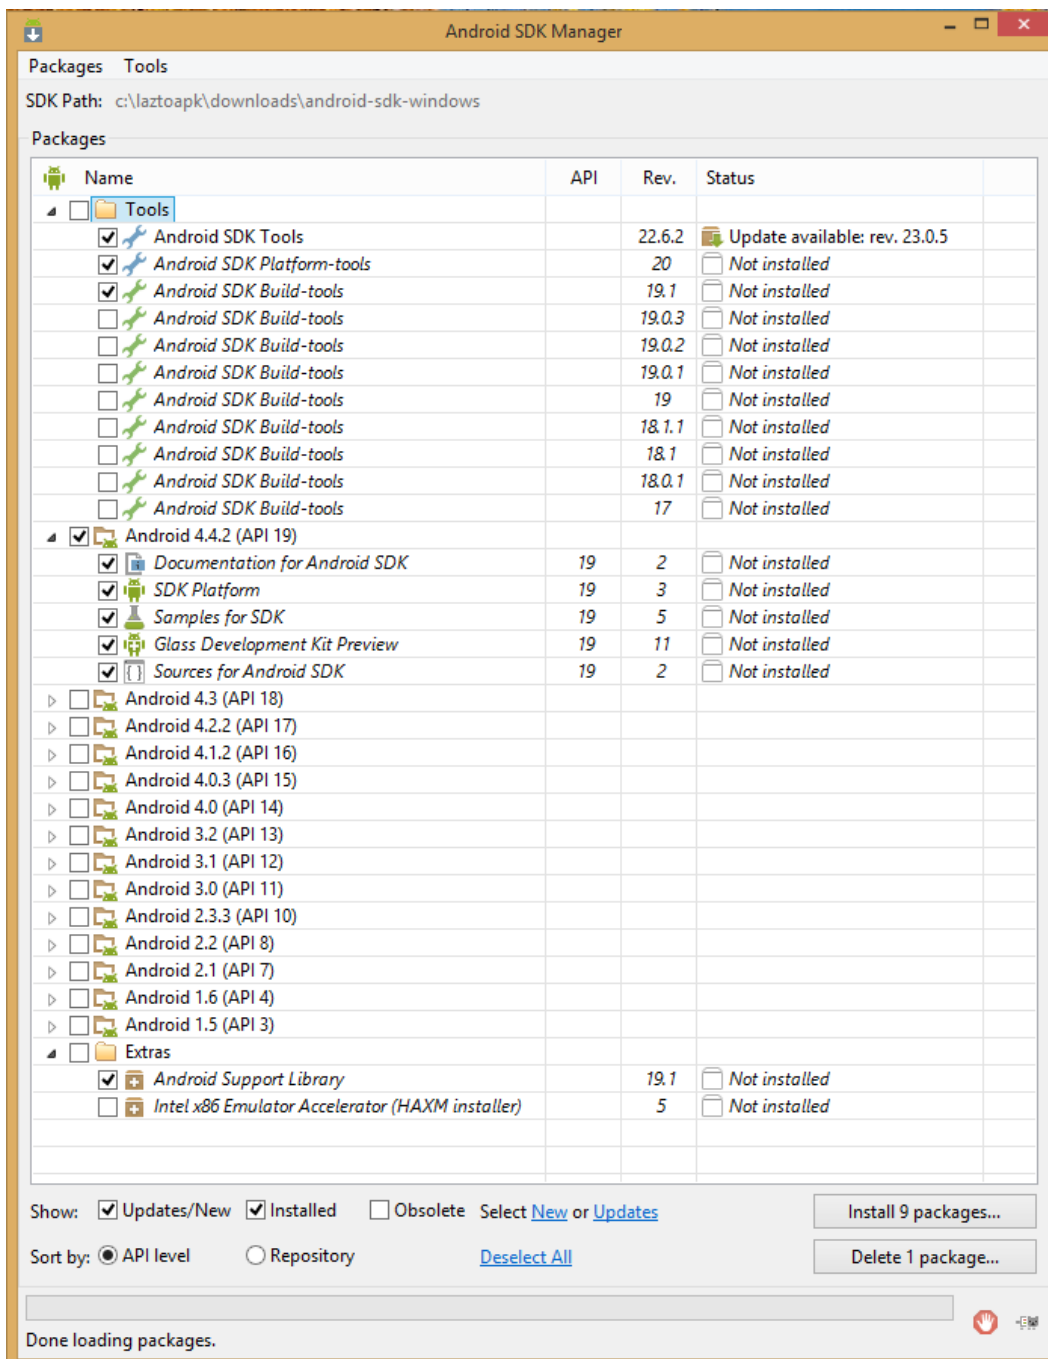 Android SDK Manager
Packages Tools
SDK Path: c:\laztoapk\downloads\android-sdk-windows
Packages
Name API Rev. Status
Tools
Android SDK Tools 22.6.2 Update available: rev. 23.0.5
Android SDK Platform-tools 20 Not installed
Android SDK Build-tools 19.1 Not installed
Android SDK Build-tools 19.0.3 Not installed
Android SDK Build-tools 19.0.2 Not installed
Android SDK Build-tools 19.0.1 Not installed
Android SDK Build-tools 19 Not installed
Android SDK Build-tools 18.1.1 Not installed
Android SDK Build-tools 18.1 Not installed
Android SDK Build-tools 18.0.1 Not installed
Android SDK Build-tools 17 Not installed
Android 4.4.2 (API 19)
Documentation for Android SDK 19 2 Not installed
SDK Platform 19 3 Not installed
Samples for SDK 19 5 Not installed
Glass Development Kit Preview 19 11 Not installed
Sources for Android SDK 19 2 Not installed
Android 4.3 (API 18)
Android 4.2.2 (API 17)
Android 4.1.2 (API 16)
Android 4.0.3 (API 15)
Android 4.0 (API 14)
Android 3.2 (API 13)
Android 3.1 (API 12)
Android 3.0 (API 11)
Android 2.3.3 (API 10)
Android 2.2 (API 8)
Android 2.1 (API 7)
Android 1.6 (API 4)
Android 1.5 (API 3)
Extras
Android Support Library 19.1 Not installed
Intel x86 Emulator Accelerator (HAXM installer) 5 Not installed
Show: Updates/New Installed Obsolete Select New or Updates Install 9 packages...
Sort by: API level Repository Deselect All Delete 1 package...
Done loading packages.